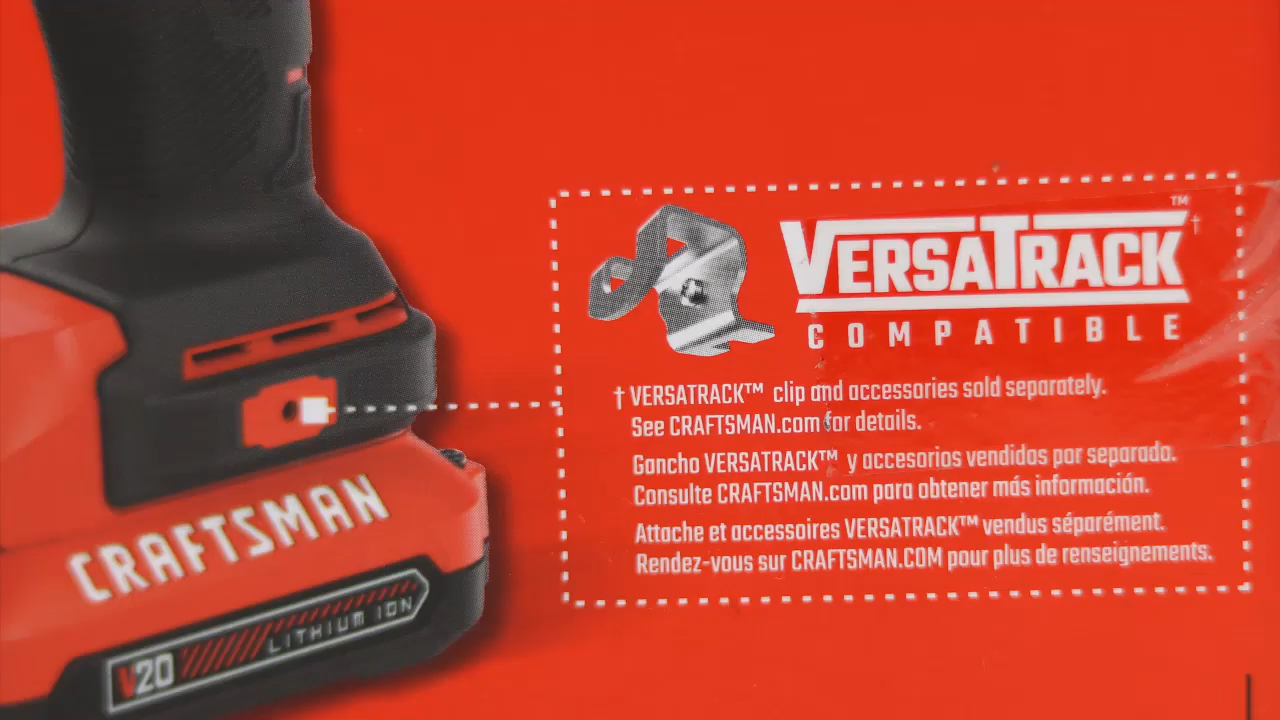 VERSATRACK™†
COMPATIBLE
† VERSATRACK™ clip and accessories sold separately.
See CRAFTSMAN.com for details.
Gancho VERSATRACK™ y accesorios vendidos por separado.
Consulte CRAFTSMAN.com para obtener más información.
Attache et accessoires VERSATRACK™ vendus séparément.
Rendez-vous sur CRAFTSMAN.COM pour plus de renseignements.
CRAFTSMAN
V20 LITHIUM ION